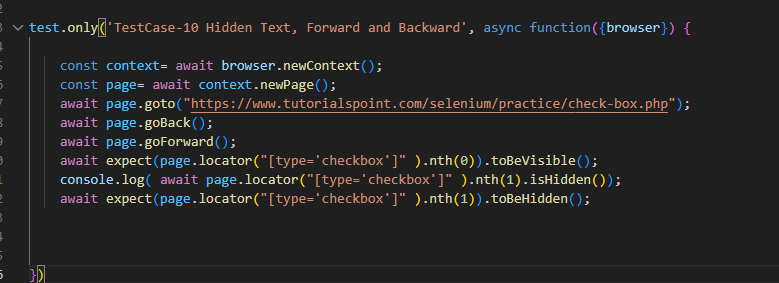 test.only('TestCase-10 Hidden Text, Forward and Backward', async function({browser}) {
const context= await browser.newContext();
const page= await context.newPage();
await page.goto("https://www.tutorialspoint.com/selenium/practice/check-box.php");
await page.goBack();
await page.goForward();
await expect(page.locator("[type='checkbox']" ).nth(0)).toBeVisible();
console.log( await page.locator("[type='checkbox']" ).nth(1).isHidden());
await expect(page.locator("[type='checkbox']" ).nth(1)).toBeHidden();
})